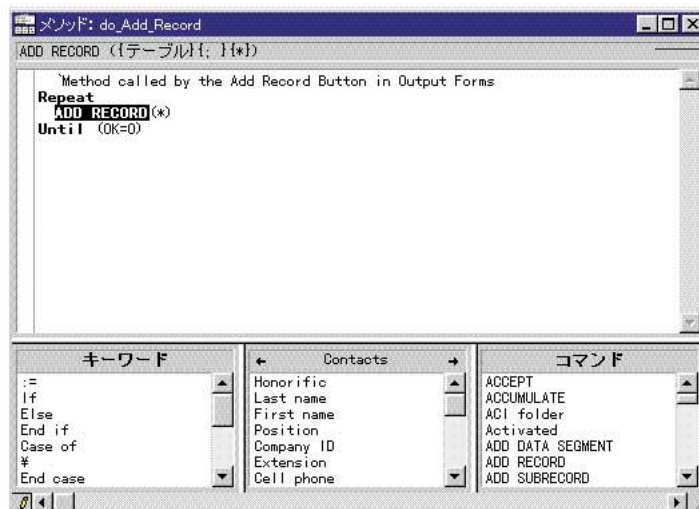 メソッド: do_Add_Record
ADD RECORD ({テーブル}{; }{*})
`Method called by the Add Record Button in Output Forms
Repeat
ADD RECORD(*)
Until (OK=0)
キーワード
:=
If
Else
End if
Case of
¥
End case
← Contacts →
Honorific
Last name
First name
Position
Company ID
Extension
Cell phone
コマンド
ACCEPT
ACCUMULATE
ACI folder
Activated
ADD DATA SEGMENT
ADD RECORD
ADD SUBRECORD